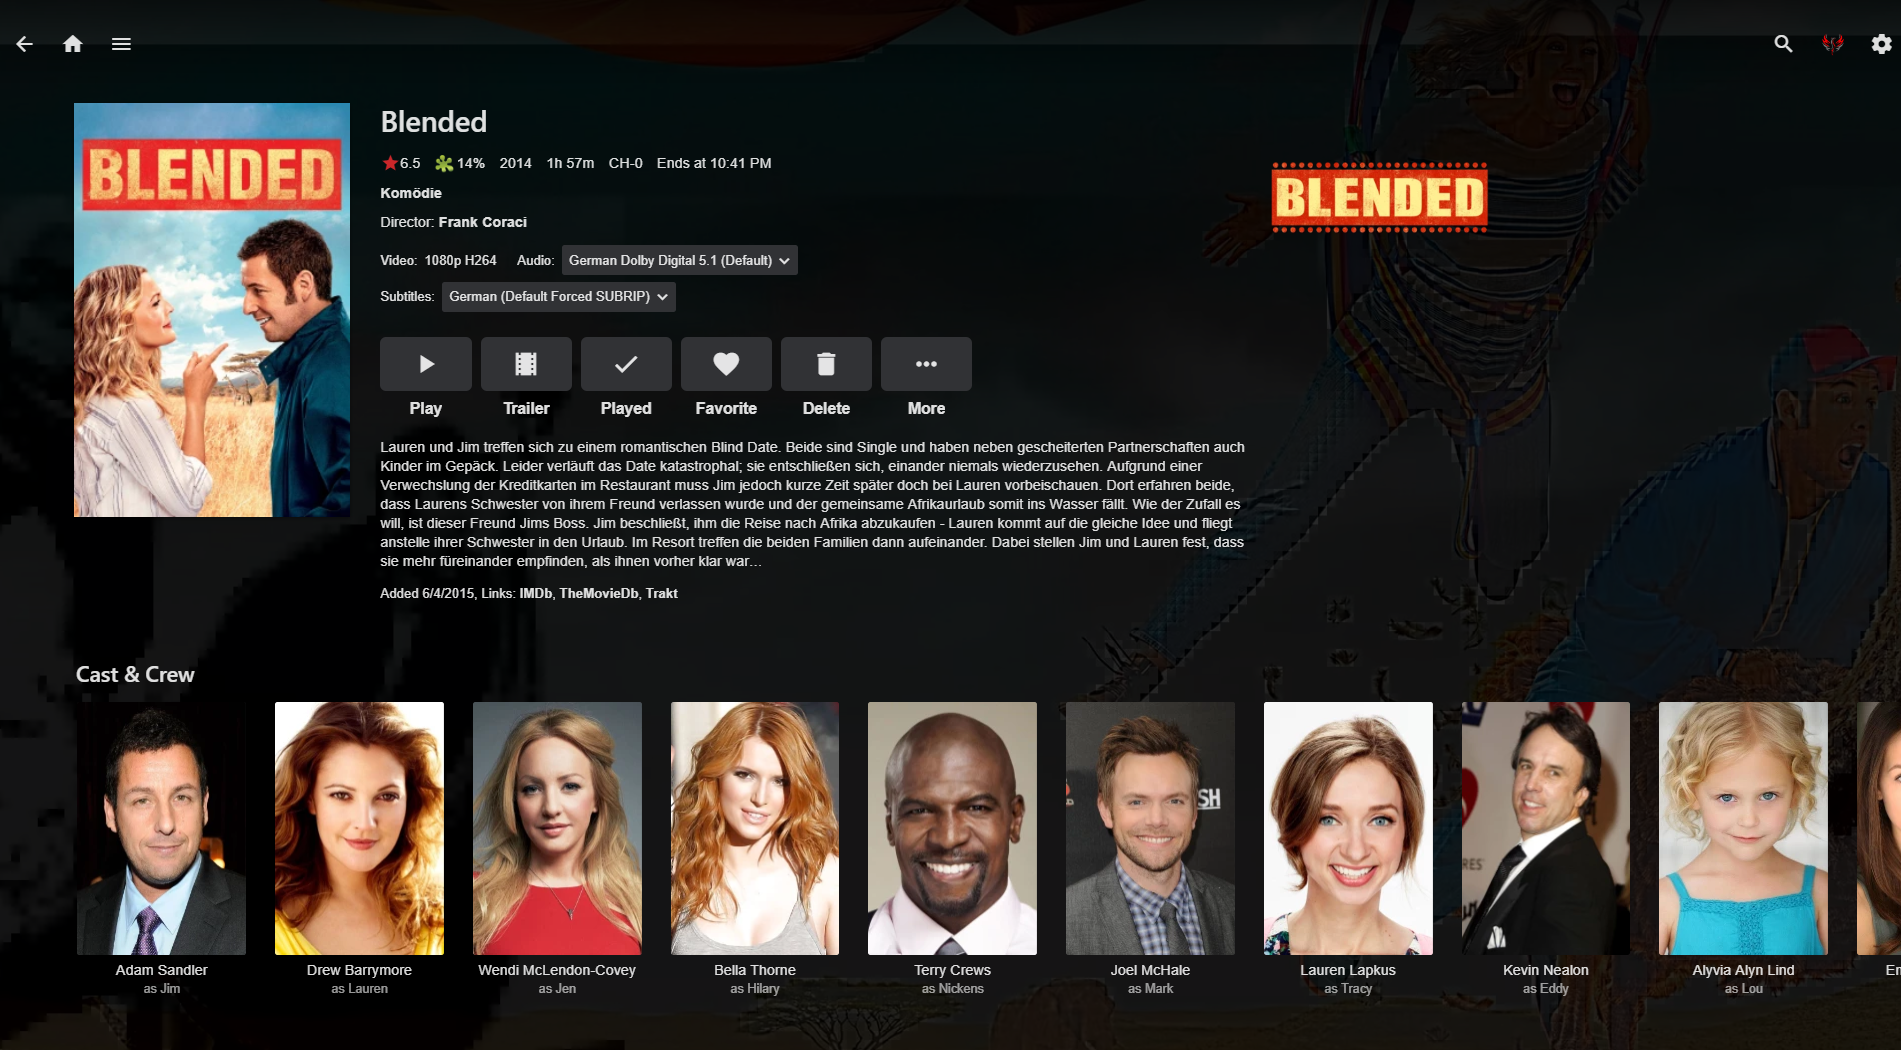 BLENDED
Blended
6.5 14% 2014 1h 57m CH-0 Ends at 10:41 PM
Komödie
Director: Frank Coraci
BLENDED
Video: 1080p H264 Audio: German Dolby Digital 5.1 (Default)
Subtitles: German (Default Forced SUBRIP)
Play Trailer Played Favorite Delete More
Lauren und Jim treffen sich zu einem romantischen Blind Date. Beide sind Single und haben neben gescheiterten Partnerschaften auch
Kinder im Gepäck. Leider verläuft das Date katastrophal; sie entschließen sich, einander niemals wiederzusehen. Aufgrund einer
Verwechslung der Kreditkarten im Restaurant muss Jim jedoch kurze Zeit später doch bei Lauren vorbeischauen. Dort erfahren beide,
dass Laurens Schwester von ihrem Freund verlassen wurde und der gemeinsame Afrikaurlaub somit ins Wasser fällt. Wie der Zufall es
will, ist dieser Freund Jims Boss. Jim beschließt, ihm die Reise nach Afrika abzukaufen - Lauren kommt auf die gleiche Idee und fliegt
anstelle ihrer Schwester in den Urlaub. Im Resort treffen die beiden Familien dann aufeinander. Dabei stellen Jim und Lauren fest, dass
sie mehr füreinander empfinden, als ihnen vorher klar war…
Added 6/4/2015, Links: IMDb, TheMovieDb, Trakt
Cast & Crew
SH
Adam Sandler Drew Barrymore Wendi McLendon-Covey Bella Thorne Terry Crews Joel McHale Lauren Lapkus Kevin Nealon Alyvia Alyn Lind
as Jim as Lauren as Jen as Hilary as Nickens as Mark as Tracy as Eddy as Lou